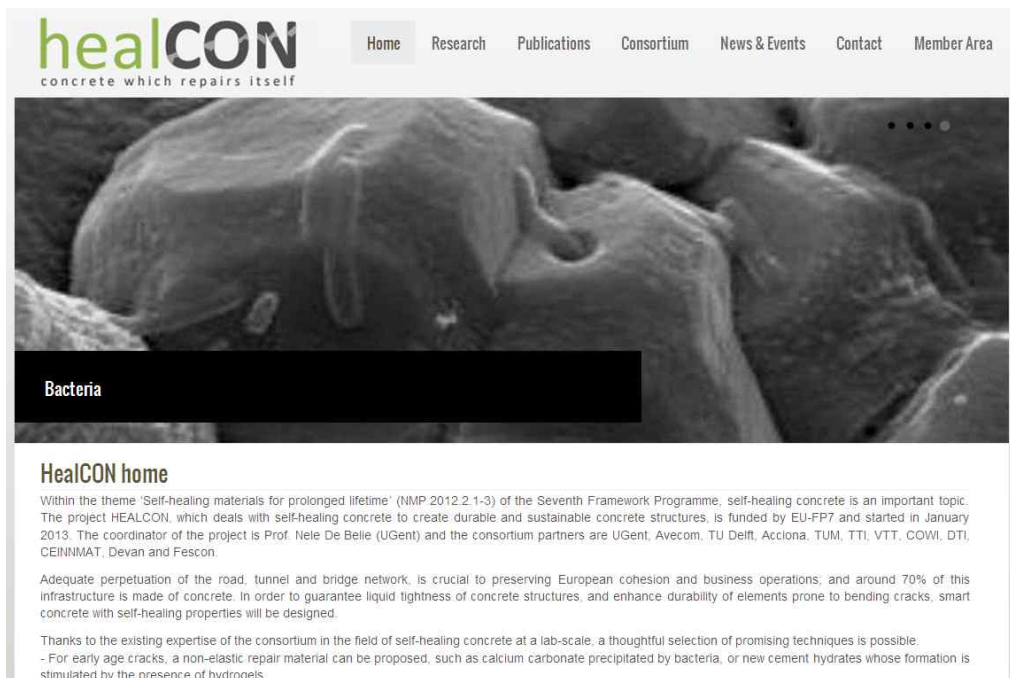 healCON
concrete which repairs itself
Home Research Publications Consortium News & Events Contact Member Area
Bacteria
HealCON home
Within the theme 'Self-healing materials for prolonged lifetime' (NMP.2012.2.1-3) of the Seventh Framework Programme, self-healing concrete is an important topic.
The project HEALCON, which deals with self-healing concrete to create durable and sustainable concrete structures, is funded by EU-FP7 and started in January
2013. The coordinator of the project is Prof. Nele De Belie (UGent) and the consortium partners are UGent, Avecom, TU Delft, Acciona, TUM, TTI, VTT, COWI, DTI,
CEINNMAT, Devan and Fescon.
Adequate perpetuation of the road, tunnel and bridge network, is crucial to preserving European cohesion and business operations; and around 70% of this
infrastructure is made of concrete. In order to guarantee liquid tightness of concrete structures, and enhance durability of elements prone to bending cracks, smart
concrete with self-healing properties will be designed.
Thanks to the existing expertise of the consortium in the field of self-healing concrete at a lab-scale, a thoughtful selection of promising techniques is possible.
- For early age cracks, a non-elastic repair material can be proposed, such as calcium carbonate precipitated by bacteria, or new cement hydrates whose formation is
stimulated by the presence of hydrogels.